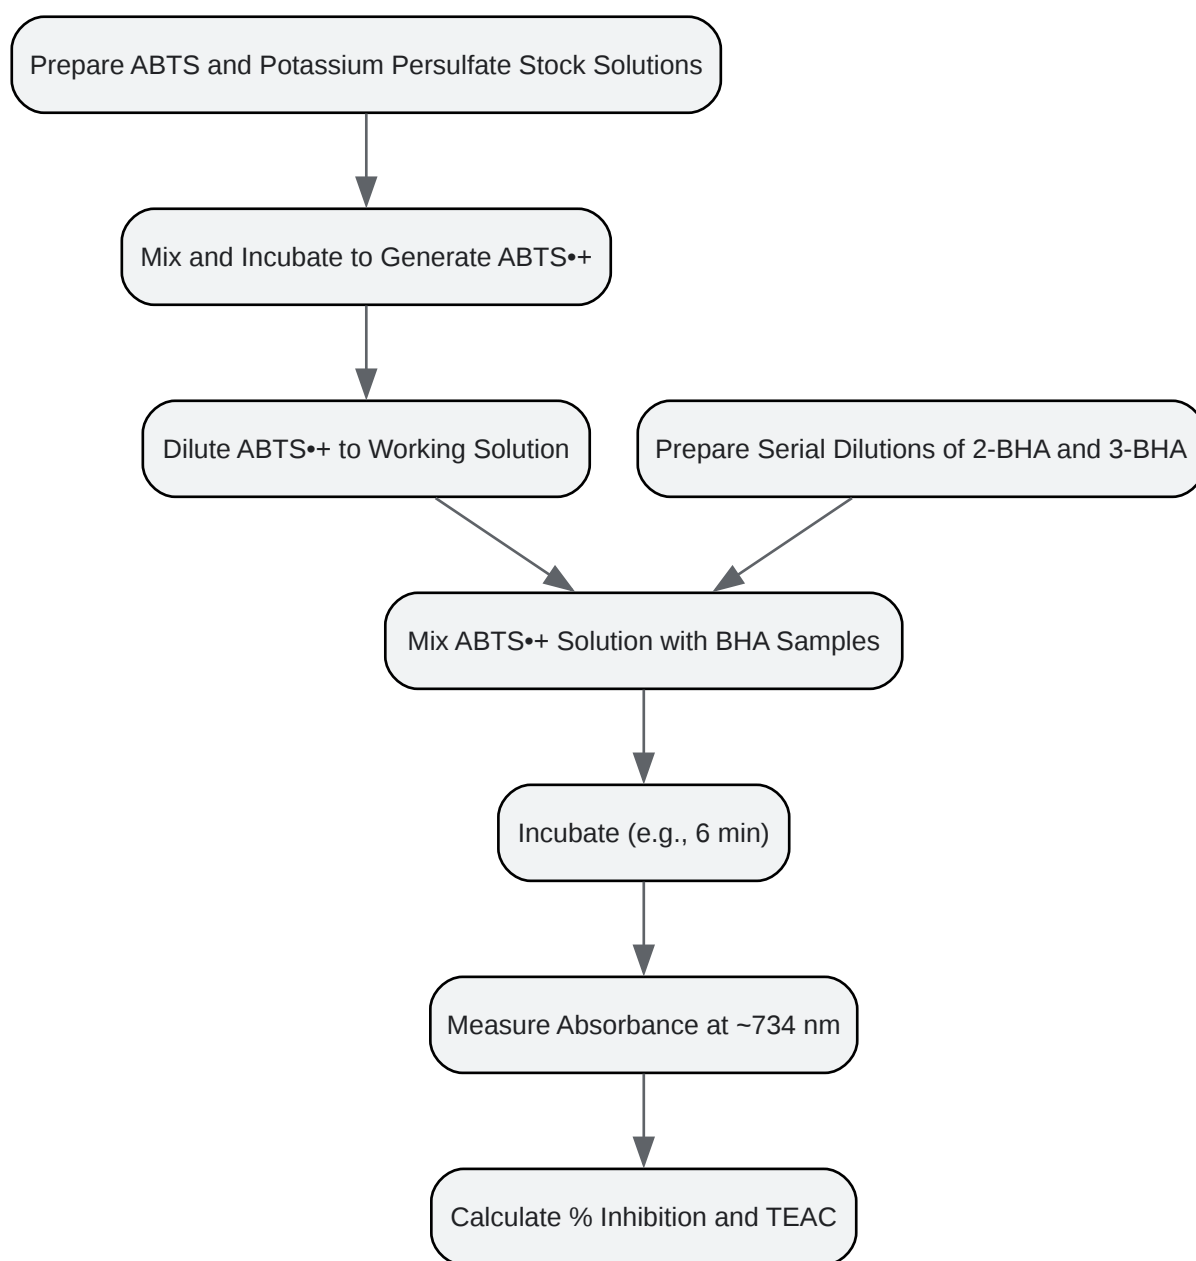 Prepare ABTS and Potassium Persulfate Stock Solutions
Mix and Incubate to Generate ABTS•+
Dilute ABTS•+ to Working Solution
Prepare Serial Dilutions of 2-BHA and 3-BHA
Mix ABTS•+ Solution with BHA Samples
Incubate (e.g., 6 min)
Measure Absorbance at ~734 nm
Calculate % Inhibition and TEAC